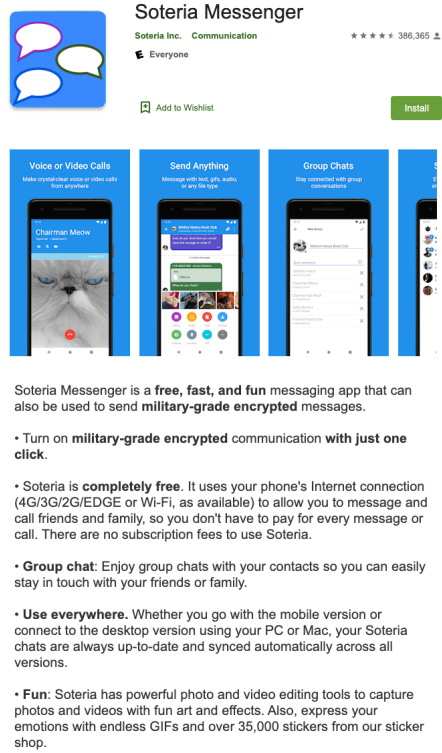 Soteria Messenger
Soteria Inc. Communication
386,365
E Everyone
Add to Wishlist
Install
Voice or Video Calls
Make crystal-clear voice or video calls
from anywhere
Chairman Meow
Send Anything
Message with text, gifs, audio,
or any file type
Group Chats
Stay connected with group
conversations
New Group
Soteria Messenger is a free, fast, and fun messaging app that can
also be used to send military-grade encrypted messages.
• Turn on military-grade encrypted communication with just one
click.
• Soteria is completely free. It uses your phone's Internet connection
(4G/3G/2G/EDGE or Wi-Fi, as available) to allow you to message and
call friends and family, so you don't have to pay for every message or
call. There are no subscription fees to use Soteria.
• Group chat: Enjoy group chats with your contacts so you can easily
stay in touch with your friends or family.
• Use everywhere. Whether you go with the mobile version or
connect to the desktop version using your PC or Mac, your Soteria
chats are always up-to-date and synced automatically across all
versions.
• Fun: Soteria has powerful photo and video editing tools to capture
photos and videos with fun art and effects. Also, express your
emotions with endless GIFs and over 35,000 stickers from our sticker
shop.